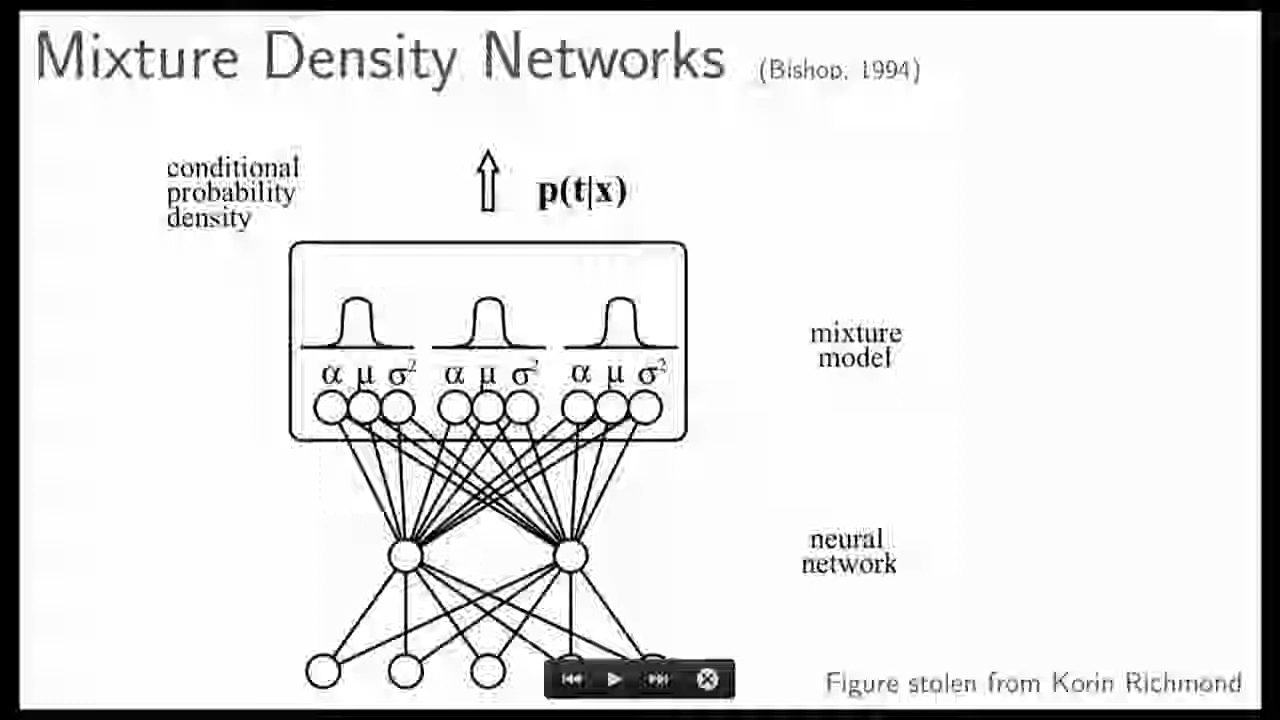 Mixture Density Networks (Bishop, 1994)
conditional
probability
density
p(t|x)
mixture
model
α μ σ² α μ σ² α μ σ²
neural
network
Figure stolen from Korin Richmond